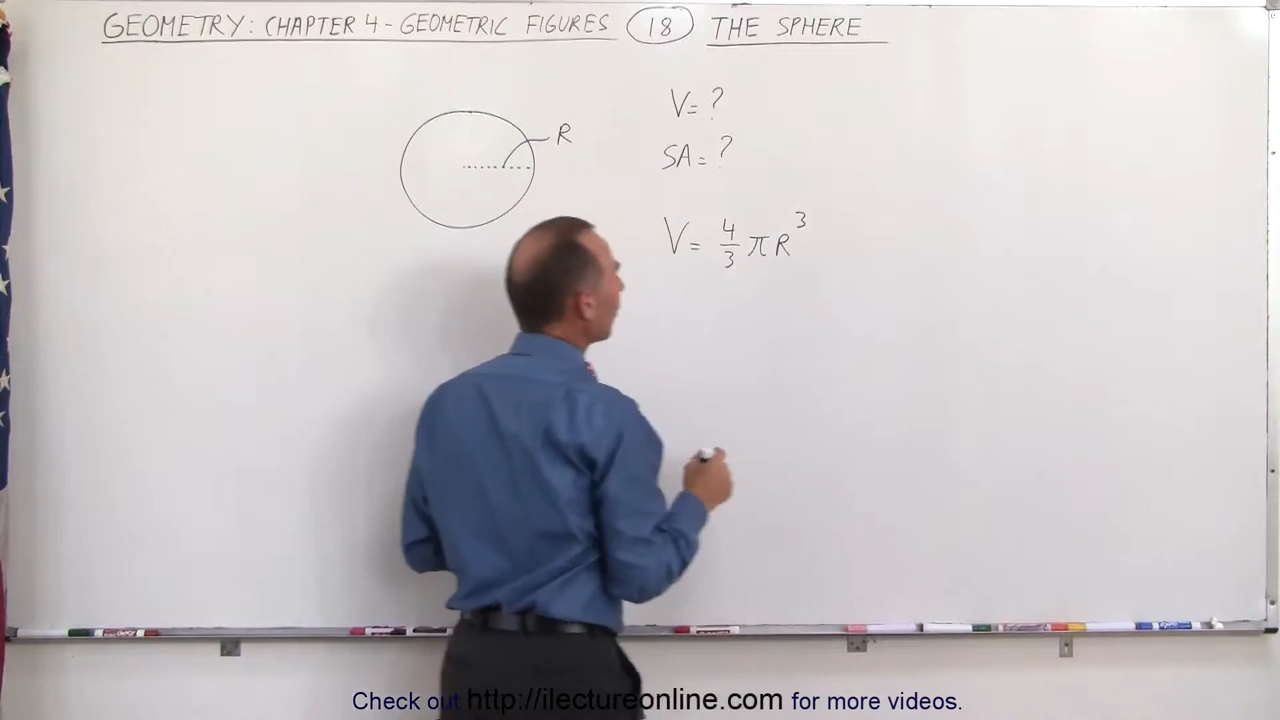 GEOMETRY: CHAPTER 4 - GEOMETRIC FIGURES 18 THE SPHERE
R
V = ?
SA = ?
V = 4/3 π R³
Check out http://ilectureonline.com for more videos.